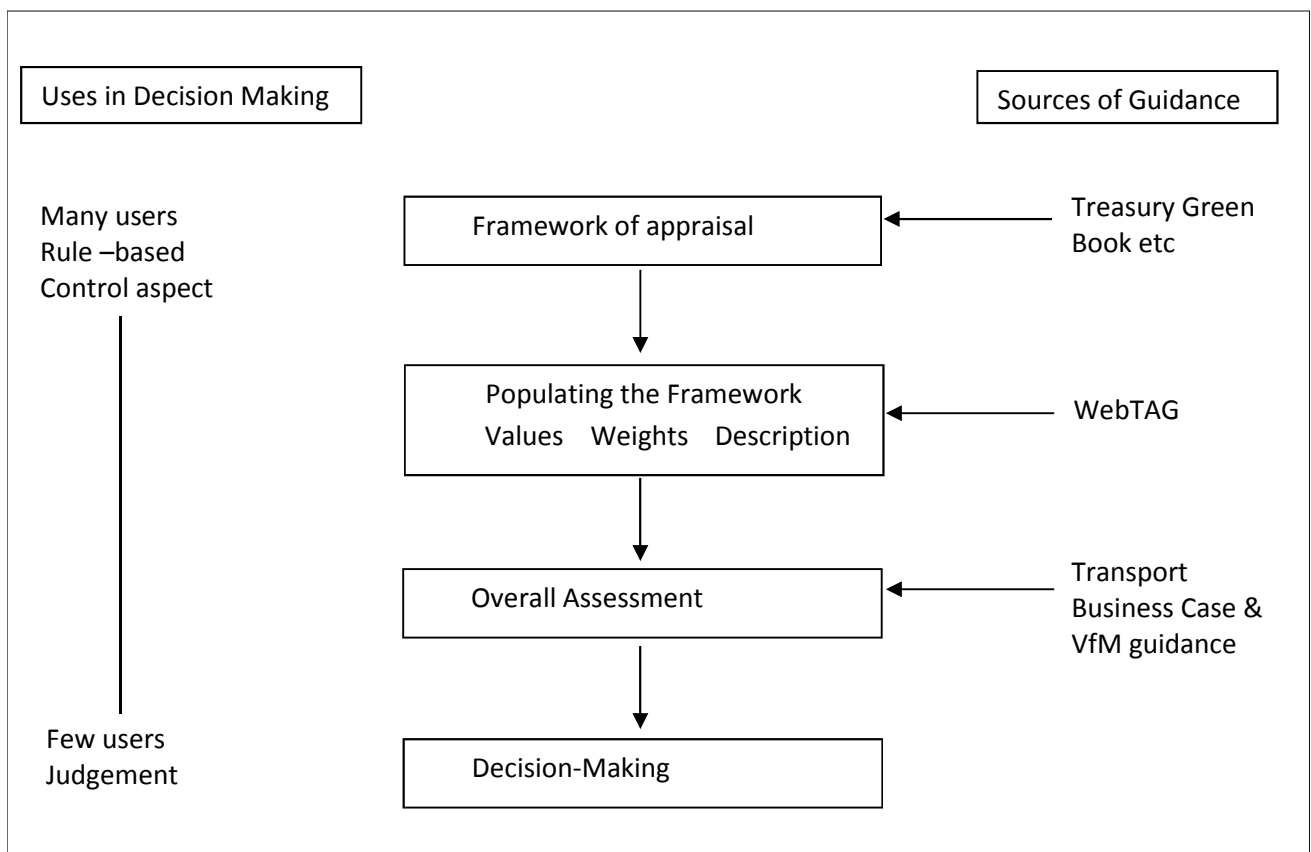 Uses in Decision Making
Sources of Guidance
Many users
Rule –based
Control aspect
Framework of appraisal
Treasury Green
Book etc
Populating the Framework
Values Weights Description
WebTAG
Overall Assessment
Transport
Business Case &
VfM guidance
Few users
Judgement
Decision-Making